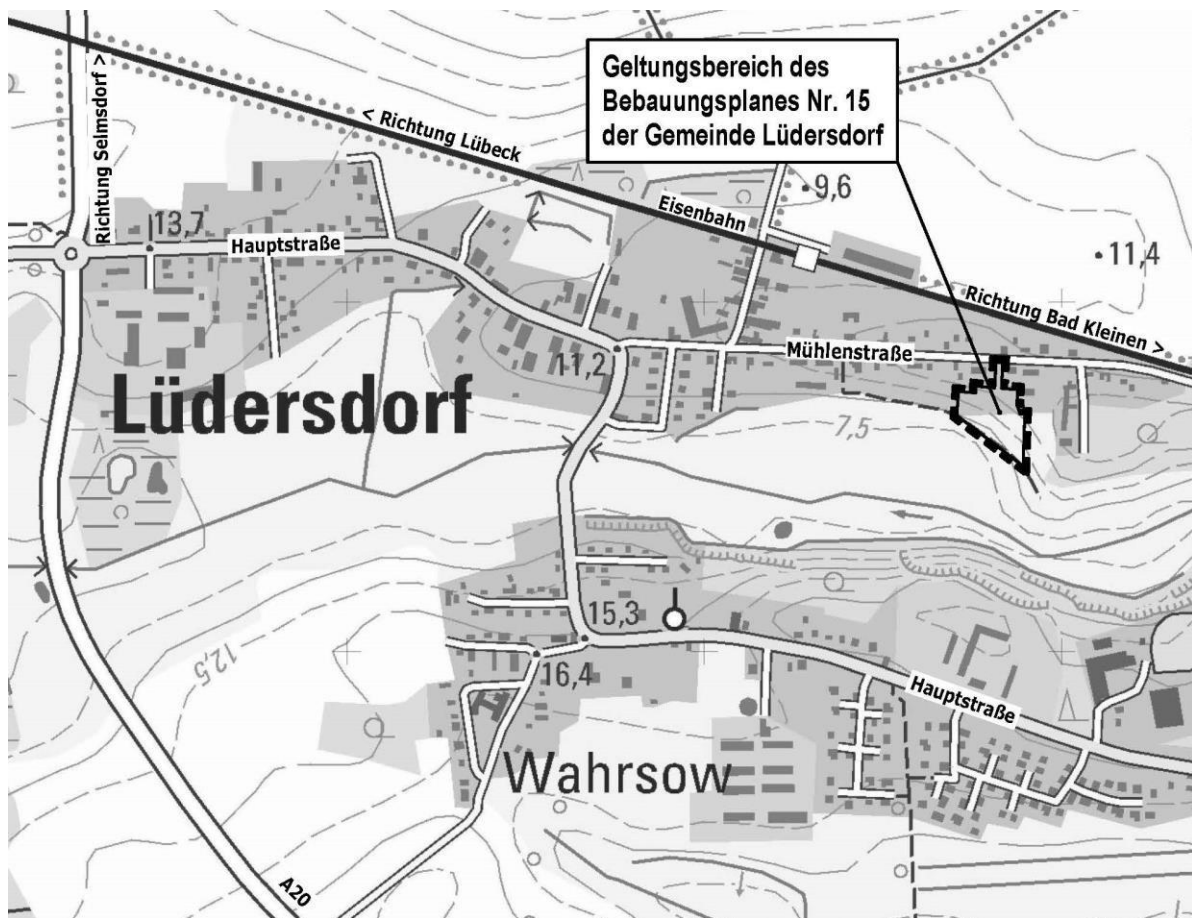 Geltungsbereich des
Bebauungsplanes Nr. 15
der Gemeinde Lüdersdorf
Richtung Selmsdorf >
< Richtung Lübeck
9,6
Eisenbahn
13,7
Hauptstraße
11,4
Richtung Bad Kleinen >
11,2
Mühlenstraße
Lüdersdorf
7,5
15,3
12,5
16,4
Hauptstraße
Wahrsow
A20